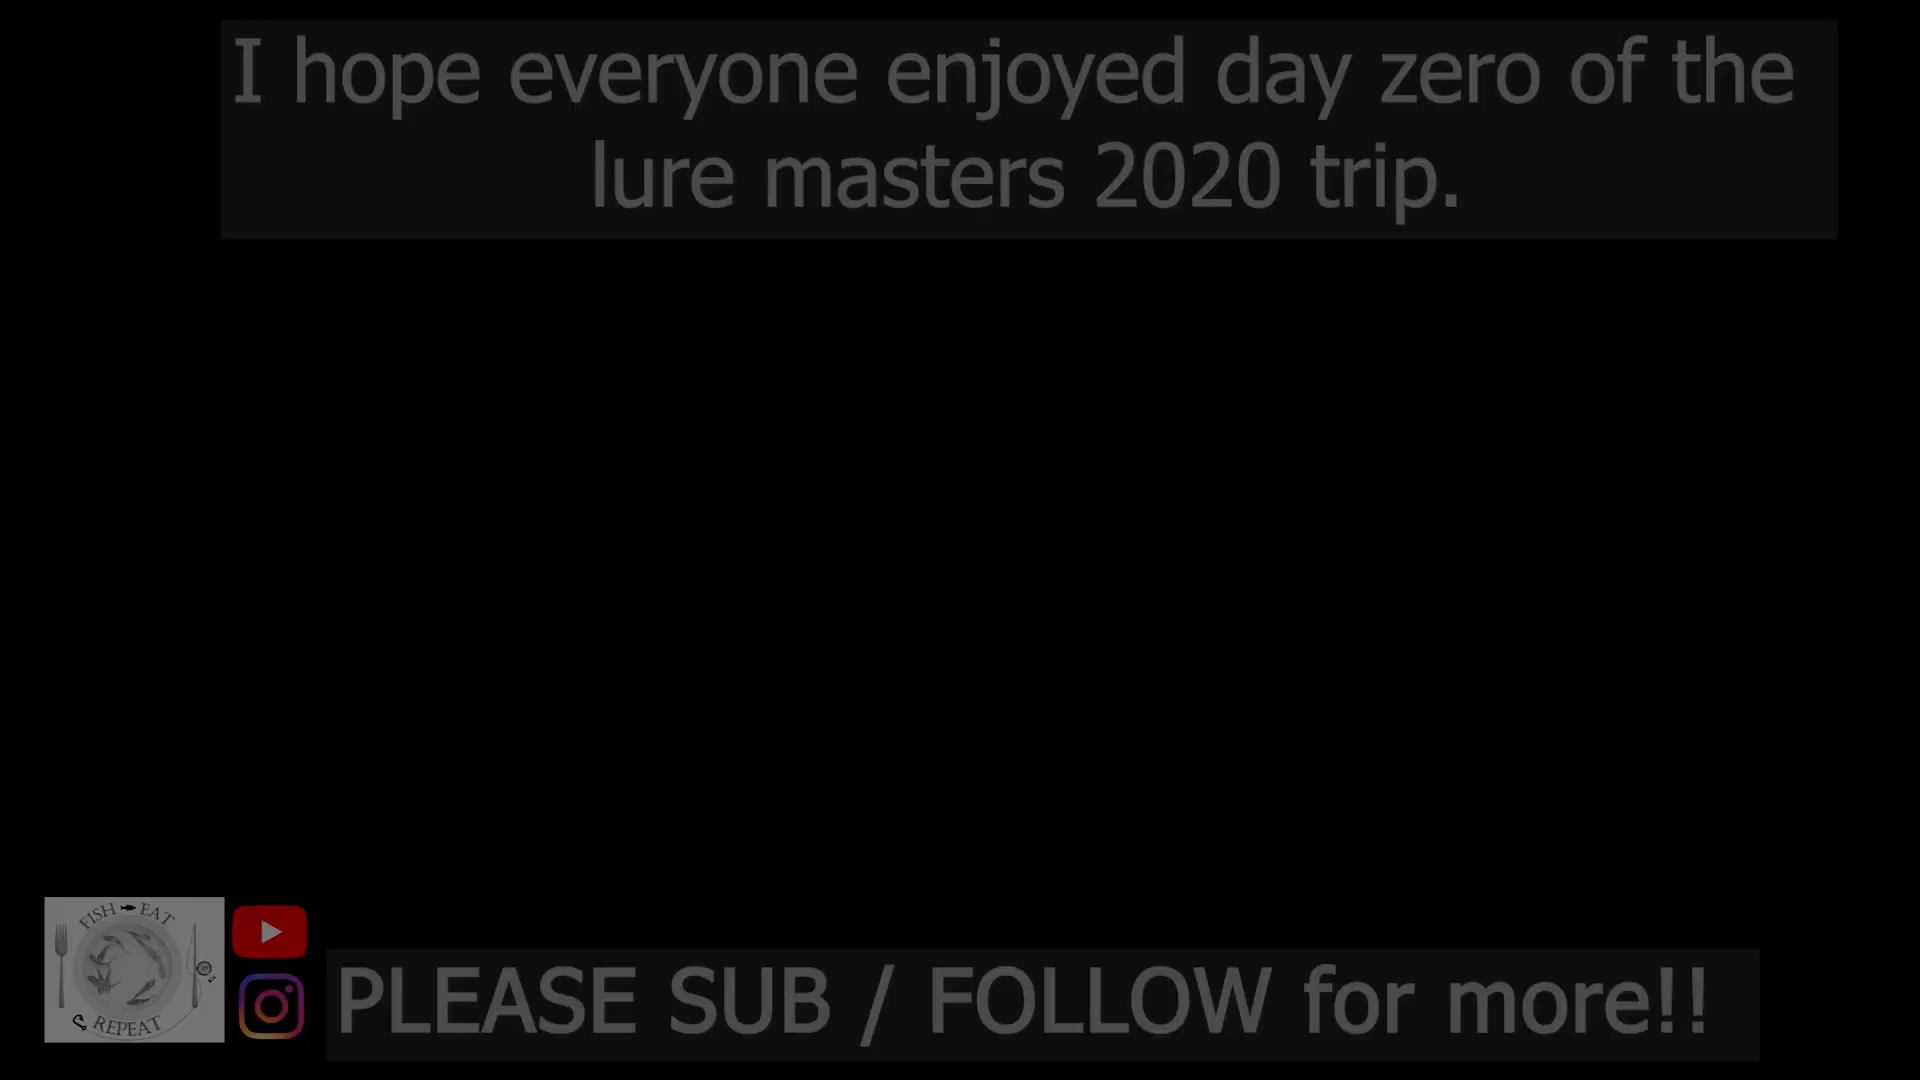 I hope everyone enjoyed day zero of the
lure masters 2020 trip.
FISH EAT
REPEAT
PLEASE SUB / FOLLOW for more!!